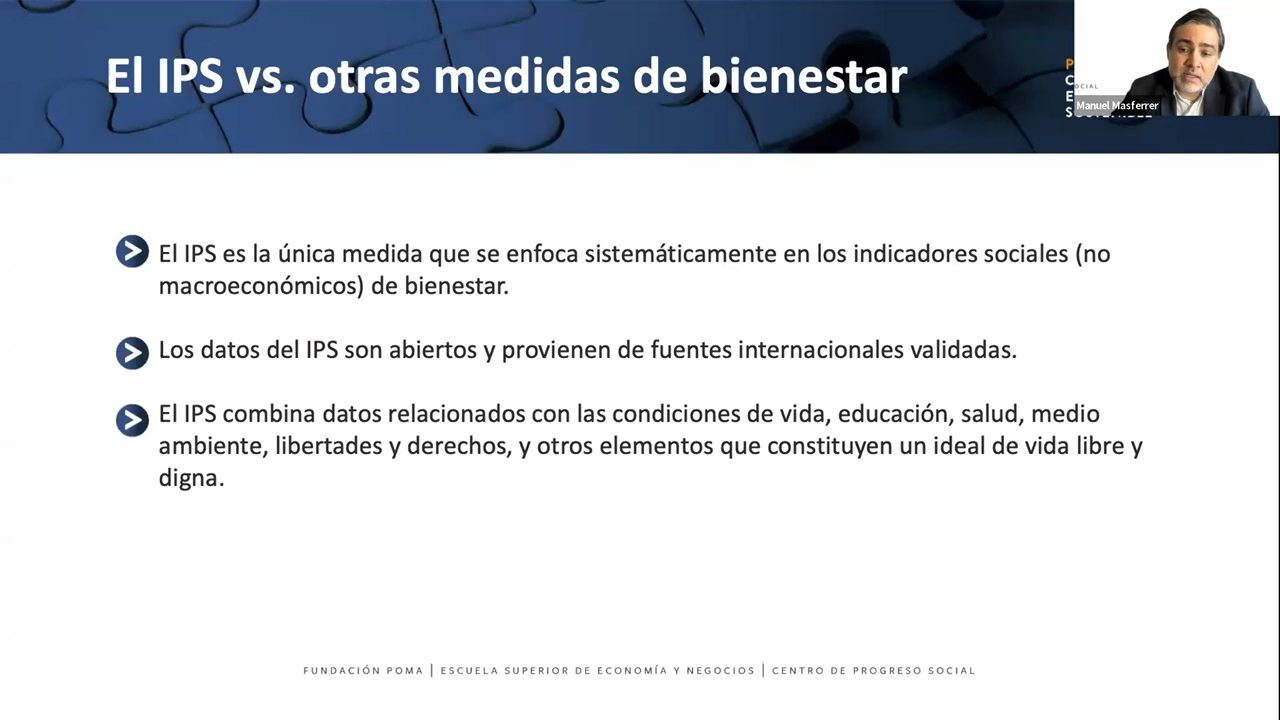 El IPS vs. otras medidas de bienestar
OCIAL
Manuel Masferrer
El IPS es la única medida que se enfoca sistemáticamente en los indicadores sociales (no
macroeconómicos) de bienestar.
Los datos del IPS son abiertos y provienen de fuentes internacionales validadas.
El IPS combina datos relacionados con las condiciones de vida, educación, salud, medio
ambiente, libertades y derechos, y otros elementos que constituyen un ideal de vida libre y
digna.
FUNDACIÓN POMA | ESCUELA SUPERIOR DE ECONOMÍA Y NEGOCIOS | CENTRO DE PROGRESO SOCIAL